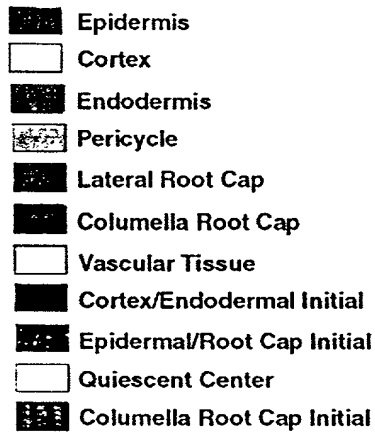 Epidermis
Cortex
Endodermis
Pericycle
Lateral Root Cap
Columella Root Cap
Vascular Tissue
Cortex/Endodermal Initial
Epidermal/Root Cap Initial
Quiescent Center
Columella Root Cap Initial